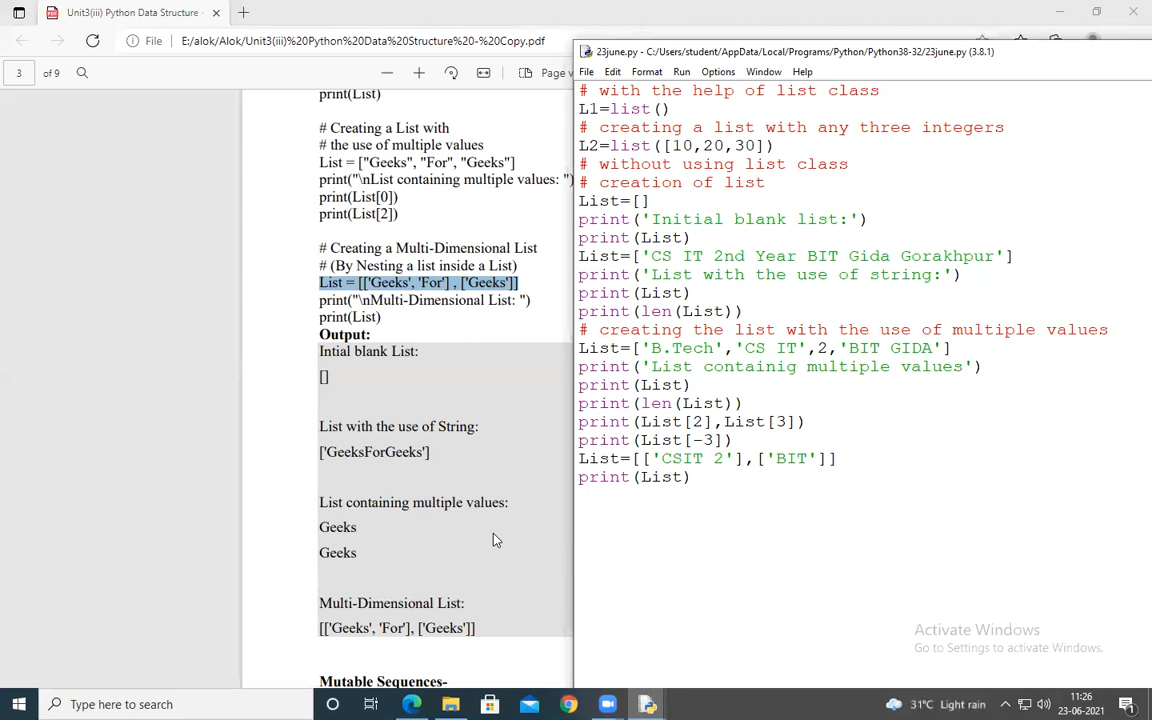 Unit3(iii) Python Data Structure -
File
E:/alok/Alok/Unit3(iii)%20Python%20Data%20Structure%20-%20Copy.pdf
3 of 9
Page v
print(List)
# Creating a List with
# the use of multiple values
List = ["Geeks", "For", "Geeks"]
print("\nList containing multiple values: ")
print(List[0])
print(List[2])
# Creating a Multi-Dimensional List
# (By Nesting a list inside a List)
List = [['Geeks', 'For'] , ['Geeks']]
print("\nMulti-Dimensional List: ")
print(List)
Output:
Intial blank List:
[]
List with the use of String:
['GeeksForGeeks']
List containing multiple values:
Geeks
Geeks
Multi-Dimensional List:
[['Geeks', 'For'], ['Geeks']]
Mutable Sequences-
23june.py - C:/Users/student/AppData/Local/Programs/Python/Python38-32/23june.py (3.8.1)
File Edit Format Run Options Window Help
# with the help of list class
L1=list()
# creating a list with any three integers
L2=list([10,20,30])
# without using list class
# creation of list
List=[]
print('Initial blank list:')
print(List)
List=['CS IT 2nd Year BIT Gida Gorakhpur']
print('List with the use of string:')
print(List)
print(len(List))
# creating the list with the use of multiple values
List=['B.Tech','CS IT',2,'BIT GIDA']
print('List containig multiple values')
print(List)
print(len(List))
print(List[2],List[3])
print(List[-3])
List=[['CSIT 2'],['BIT']]
print(List)
Activate Windows
Go to Settings to activate Windows.
Type here to search
31°C Light rain
11:26
23-06-2021
1